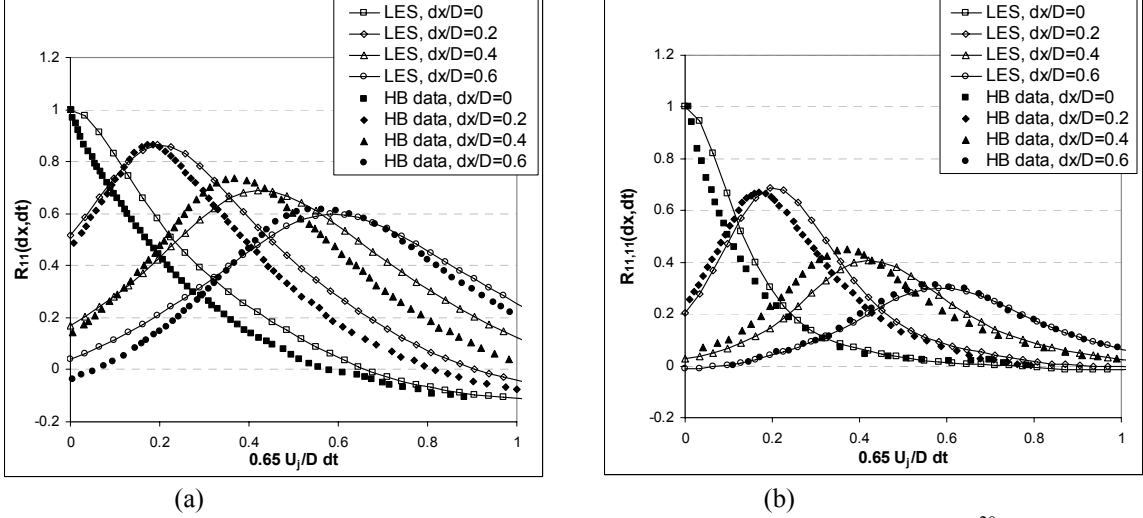 LES, dx/D=0
LES, dx/D=0.2
LES, dx/D=0.4
LES, dx/D=0.6
HB data, dx/D=0
HB data, dx/D=0.2
HB data, dx/D=0.4
HB data, dx/D=0.6
1.2
1
0.8
0.6
0.4
0.2
0
-0.2
R11(dx,dt)
0 0.2 0.4 0.6 0.8 1
0.65 Uj/D dt
(a)
LES, dx/D=0
LES, dx/D=0.2
LES, dx/D=0.4
LES, dx/D=0.6
HB data, dx/D=0
HB data, dx/D=0.2
HB data, dx/D=0.4
HB data, dx/D=0.6
1.2
1
0.8
0.6
0.4
0.2
0
-0.2
R11,11(dx,dt)
0 0.2 0.4 0.6 0.8 1
0.65 Uj/D dt
(b)